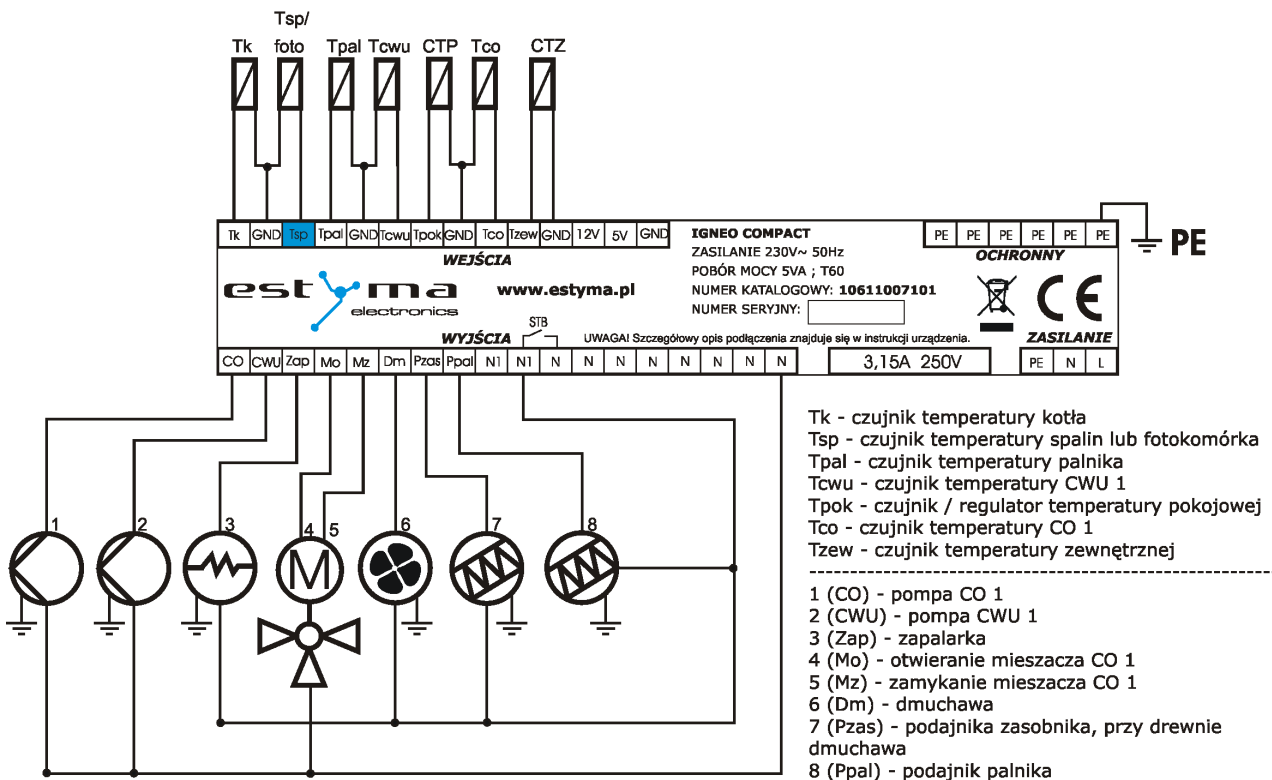 Tsp/
Tk foto Tpal Tcwu CTP Tco CTZ
Tk GND Tsp Tpal GND Tcwu Tpok GND Tco Tzew GND 12V 5V GND
WEJŚCIA
estyma
electronics
www.estyma.pl
IGNEO COMPACT
ZASILANIE 230V~ 50Hz
POBÓR MOCY 5VA ; T60
NUMER KATALOGOWY: 10611007101
NUMER SERYJNY:
PE PE PE PE PE PE
OCHRONNY
PE
CE
STB
WYJŚCIA
UWAGA! Szczegółowy opis podłączenia znajduje się w instrukcji urządzenia.
ZASILANIE
CO CWU Zap Mo Mz Dm Pzas Ppal N1 N1 N N N N N N N N
3,15A 250V
PE N L
1 2 3 4 5 6 7 8
M
Tk - czujnik temperatury kotła
Tsp - czujnik temperatury spalin lub fotokomórka
Tpal - czujnik temperatury palnika
Tcwu - czujnik temperatury CWU 1
Tpok - czujnik / regulator temperatury pokojowej
Tco - czujnik temperatury CO 1
Tzew - czujnik temperatury zewnętrznej
1 (CO) - pompa CO 1
2 (CWU) - pompa CWU 1
3 (Zap) - zapalarka
4 (Mo) - otwieranie mieszacza CO 1
5 (Mz) - zamykanie mieszacza CO 1
6 (Dm) - dmuchawa
7 (Pzas) - podajnika zasobnika, przy drewnie
dmuchawa
8 (Ppal) - podajnik palnika